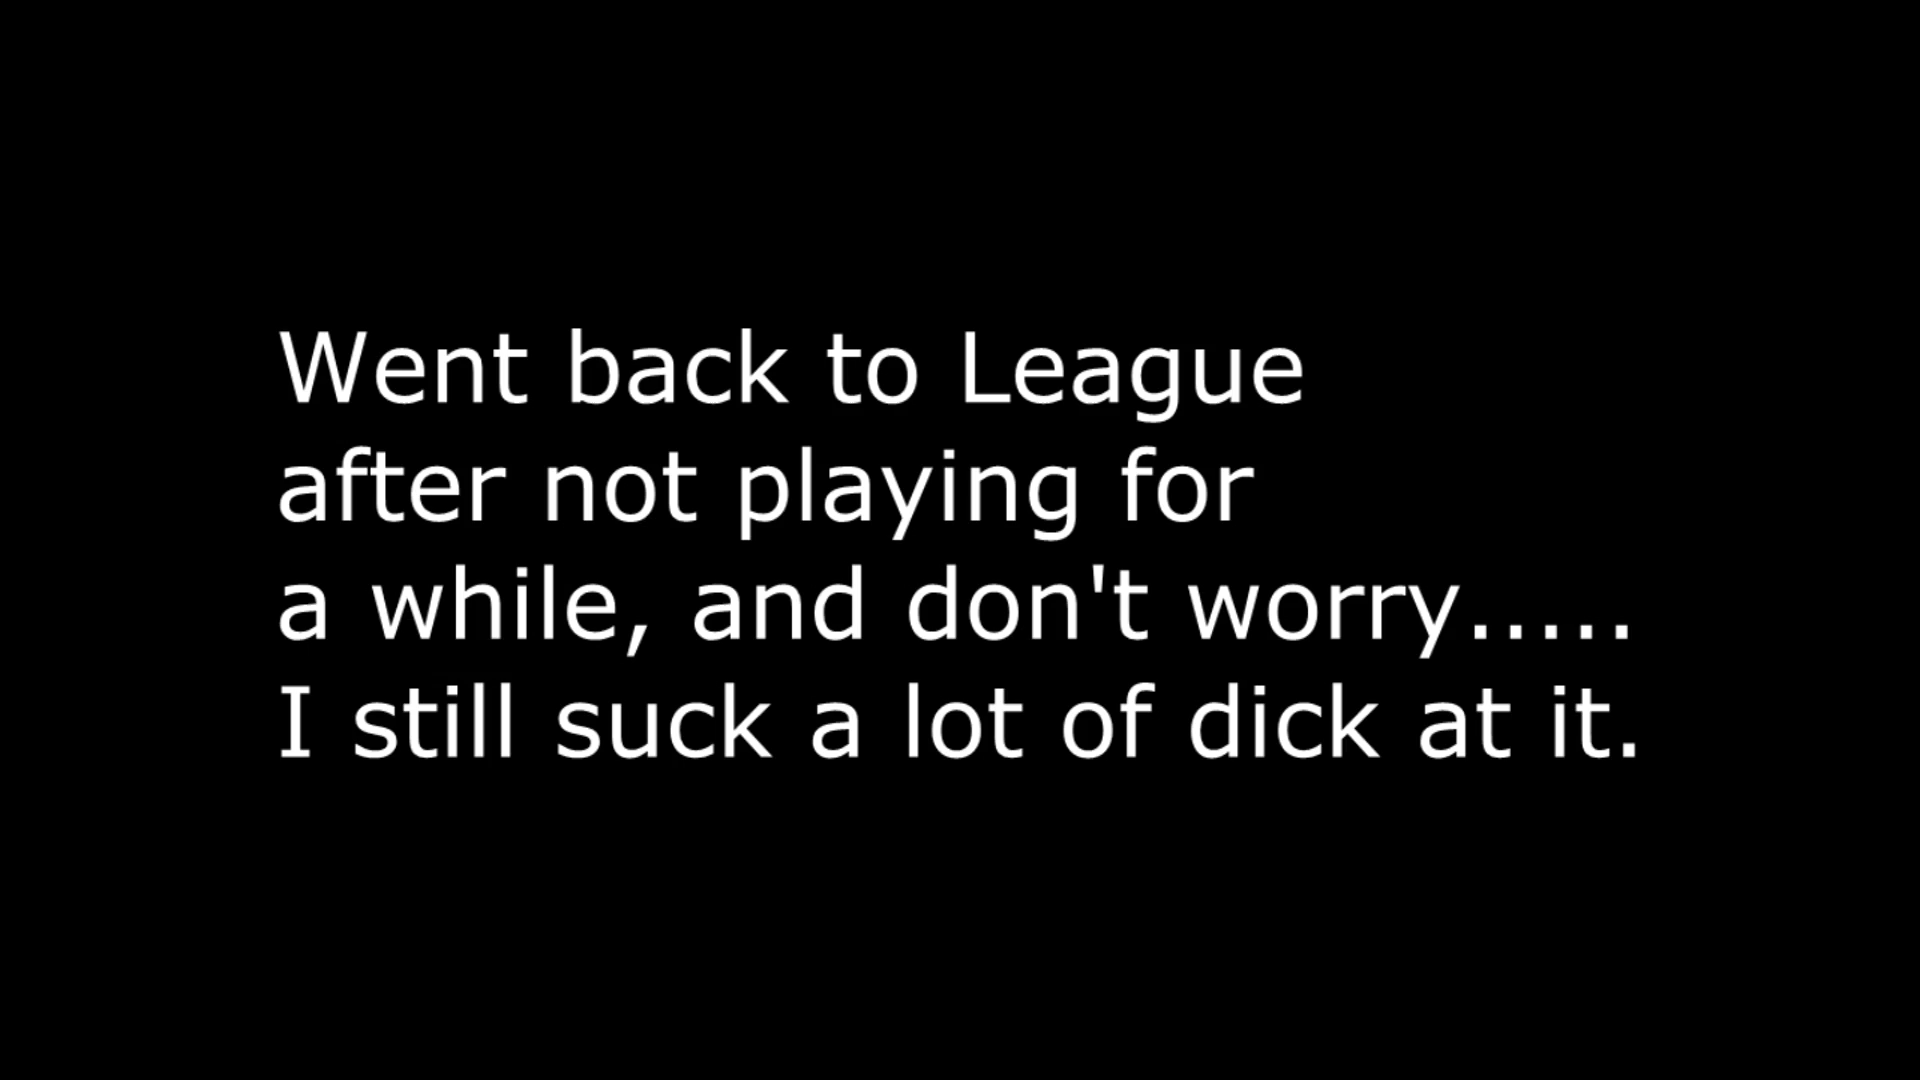 Went back to League
after not playing for
a while, and don't worry.....
I still suck a lot of dick at it.